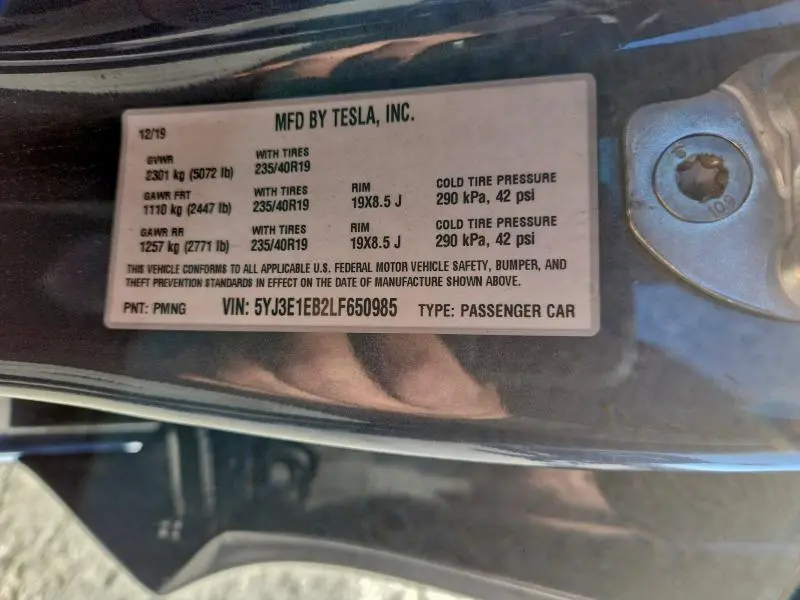 MFD BY TESLA, INC.
12/19
GVWR WITH TIRES
2301 kg (5072 lb) 235/40R19
GAWR FRT WITH TIRES RIM COLD TIRE PRESSURE
1110 kg (2447 lb) 235/40R19 19X8.5 J 290 kPa, 42 psi
GAWR RR WITH TIRES RIM COLD TIRE PRESSURE
1257 kg (2771 lb) 235/40R19 19X8.5 J 290 kPa, 42 psi
THIS VEHICLE CONFORMS TO ALL APPLICABLE U.S. FEDERAL MOTOR VEHICLE SAFETY, BUMPER, AND
THEFT PREVENTION STANDARDS IN EFFECT ON THE DATE OF MANUFACTURE SHOWN ABOVE.
PNT: PMNG VIN: 5YJ3E1EB2LF650985 TYPE: PASSENGER CAR